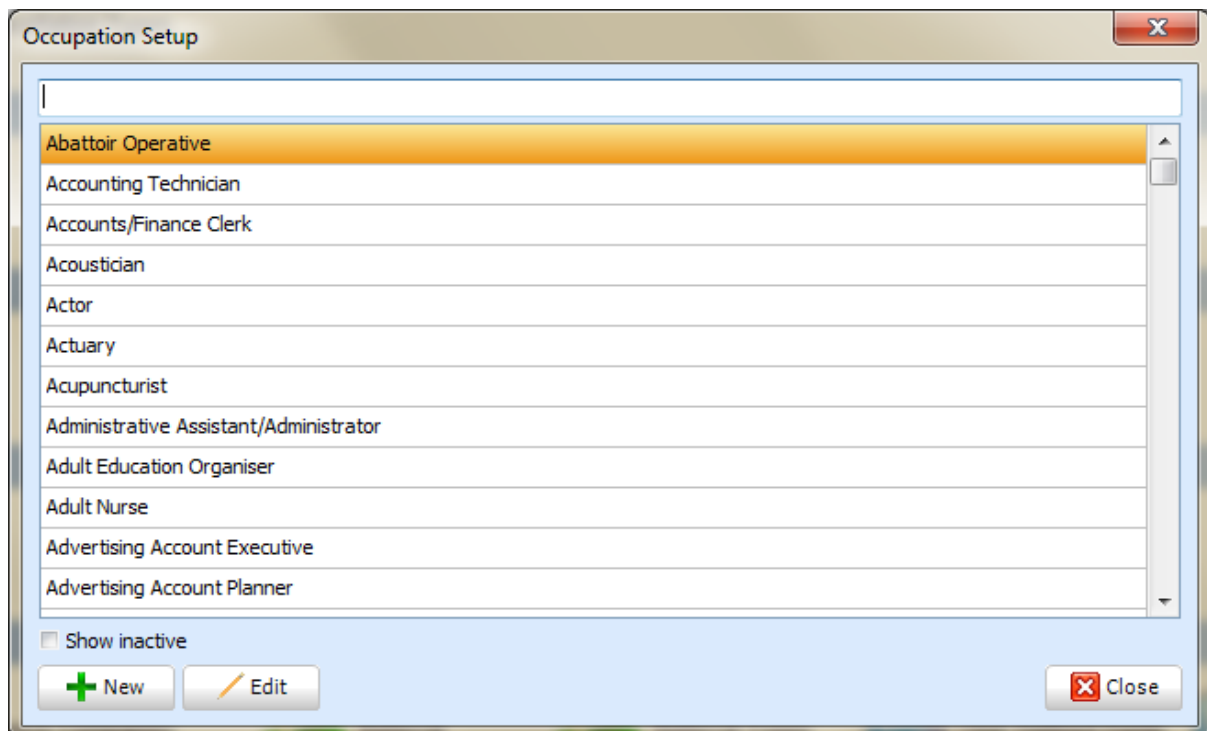 Occupation Setup
Abattoir Operative
Accounting Technician
Accounts/Finance Clerk
Acoustician
Actor
Actuary
Acupuncturist
Administrative Assistant/Administrator
Adult Education Organiser
Adult Nurse
Advertising Account Executive
Advertising Account Planner
Show inactive
New Edit Close